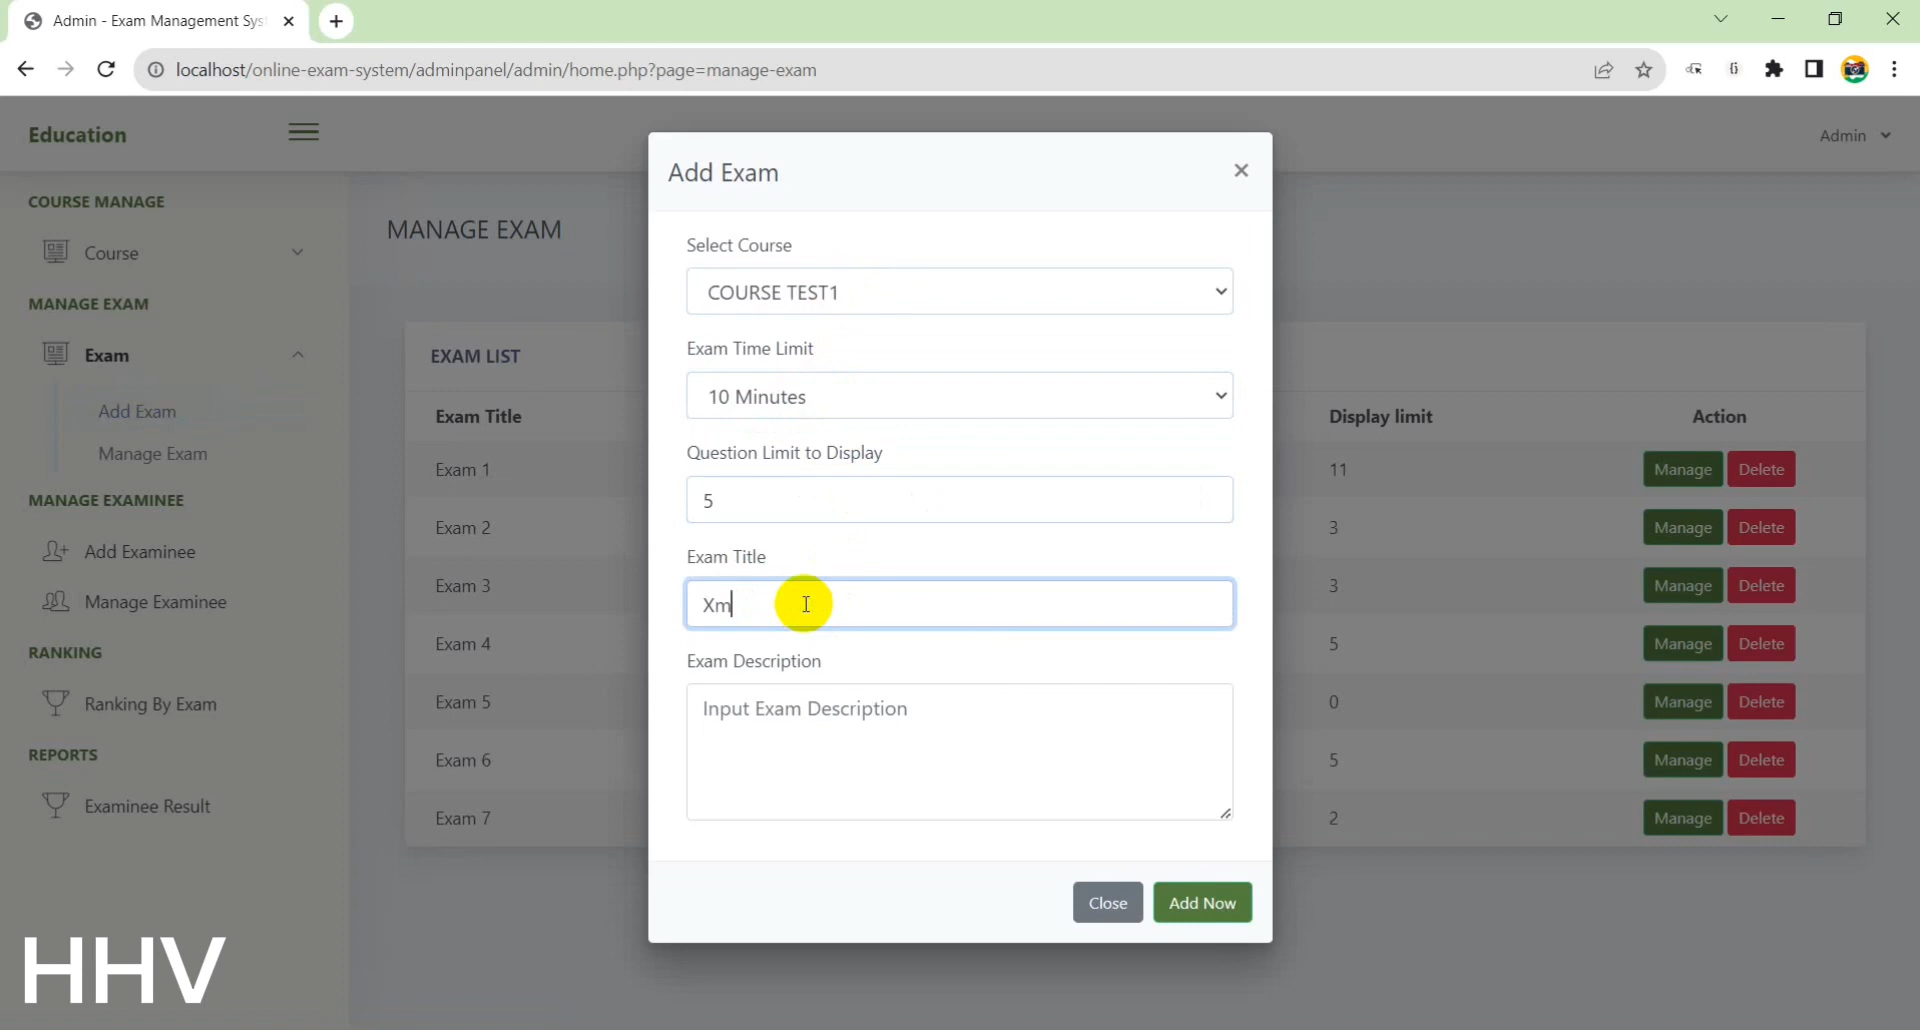 Admin - Exam Management Sys
localhost/online-exam-system/adminpanel/admin/home.php?page=manage-exam
Education
Admin
COURSE MANAGE
Course
MANAGE EXAM
Exam
Add Exam
Manage Exam
MANAGE EXAMINEE
Add Examinee
Manage Examinee
RANKING
Ranking By Exam
REPORTS
Examinee Result
HHV
MANAGE EXAM
EXAM LIST
Exam Title
Display limit
Action
Exam 1
11
Manage
Delete
Exam 2
3
Manage
Delete
Exam 3
3
Manage
Delete
Exam 4
5
Manage
Delete
Exam 5
0
Manage
Delete
Exam 6
5
Manage
Delete
Exam 7
2
Manage
Delete
Add Exam
Select Course
COURSE TEST1
Exam Time Limit
10 Minutes
Question Limit to Display
5
Exam Title
Xm
Exam Description
Input Exam Description
Close
Add Now